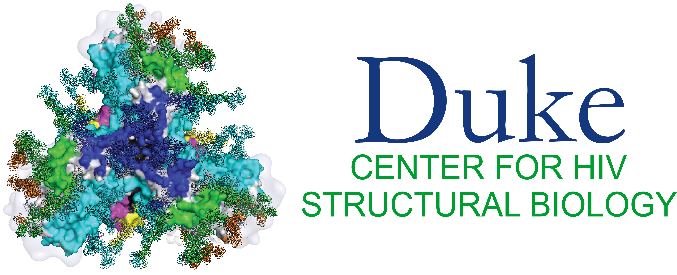 Duke
CENTER FOR HIV
STRUCTURAL BIOLOGY